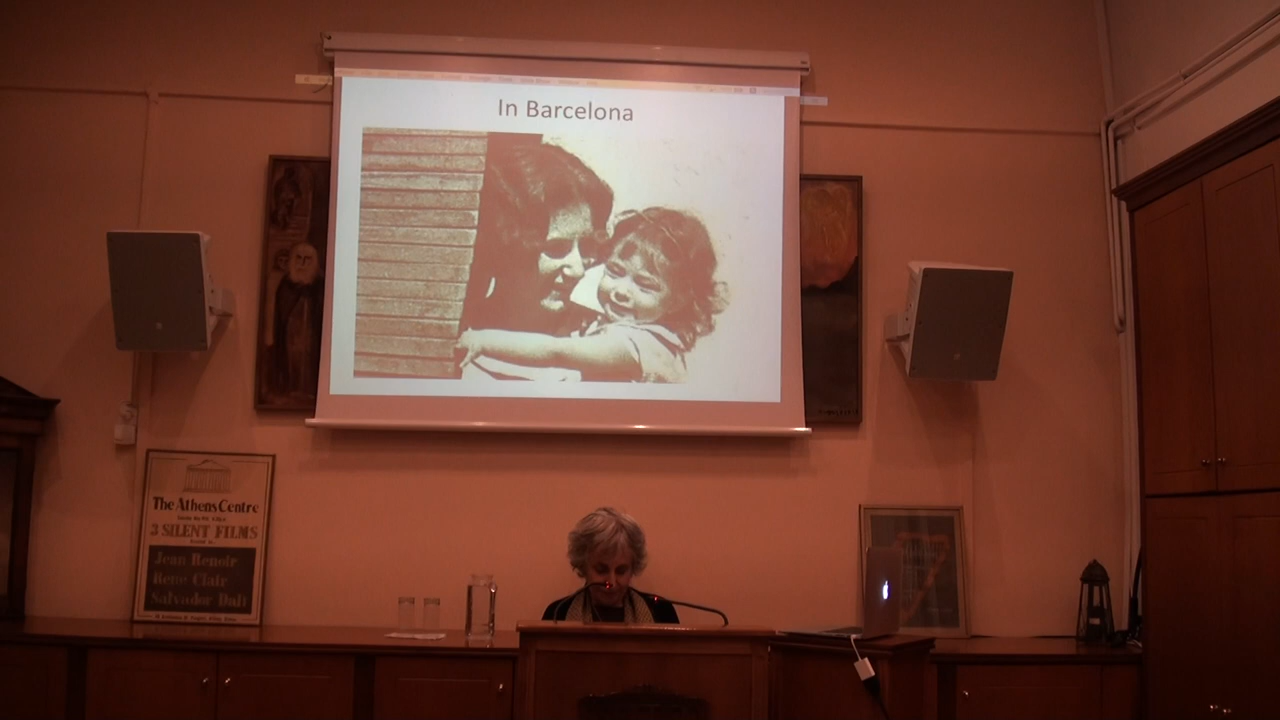 In Barcelona
The Athens Centre
3 SILENT FILMS
Jean Renoir
Rene Clair
Salvador Dali